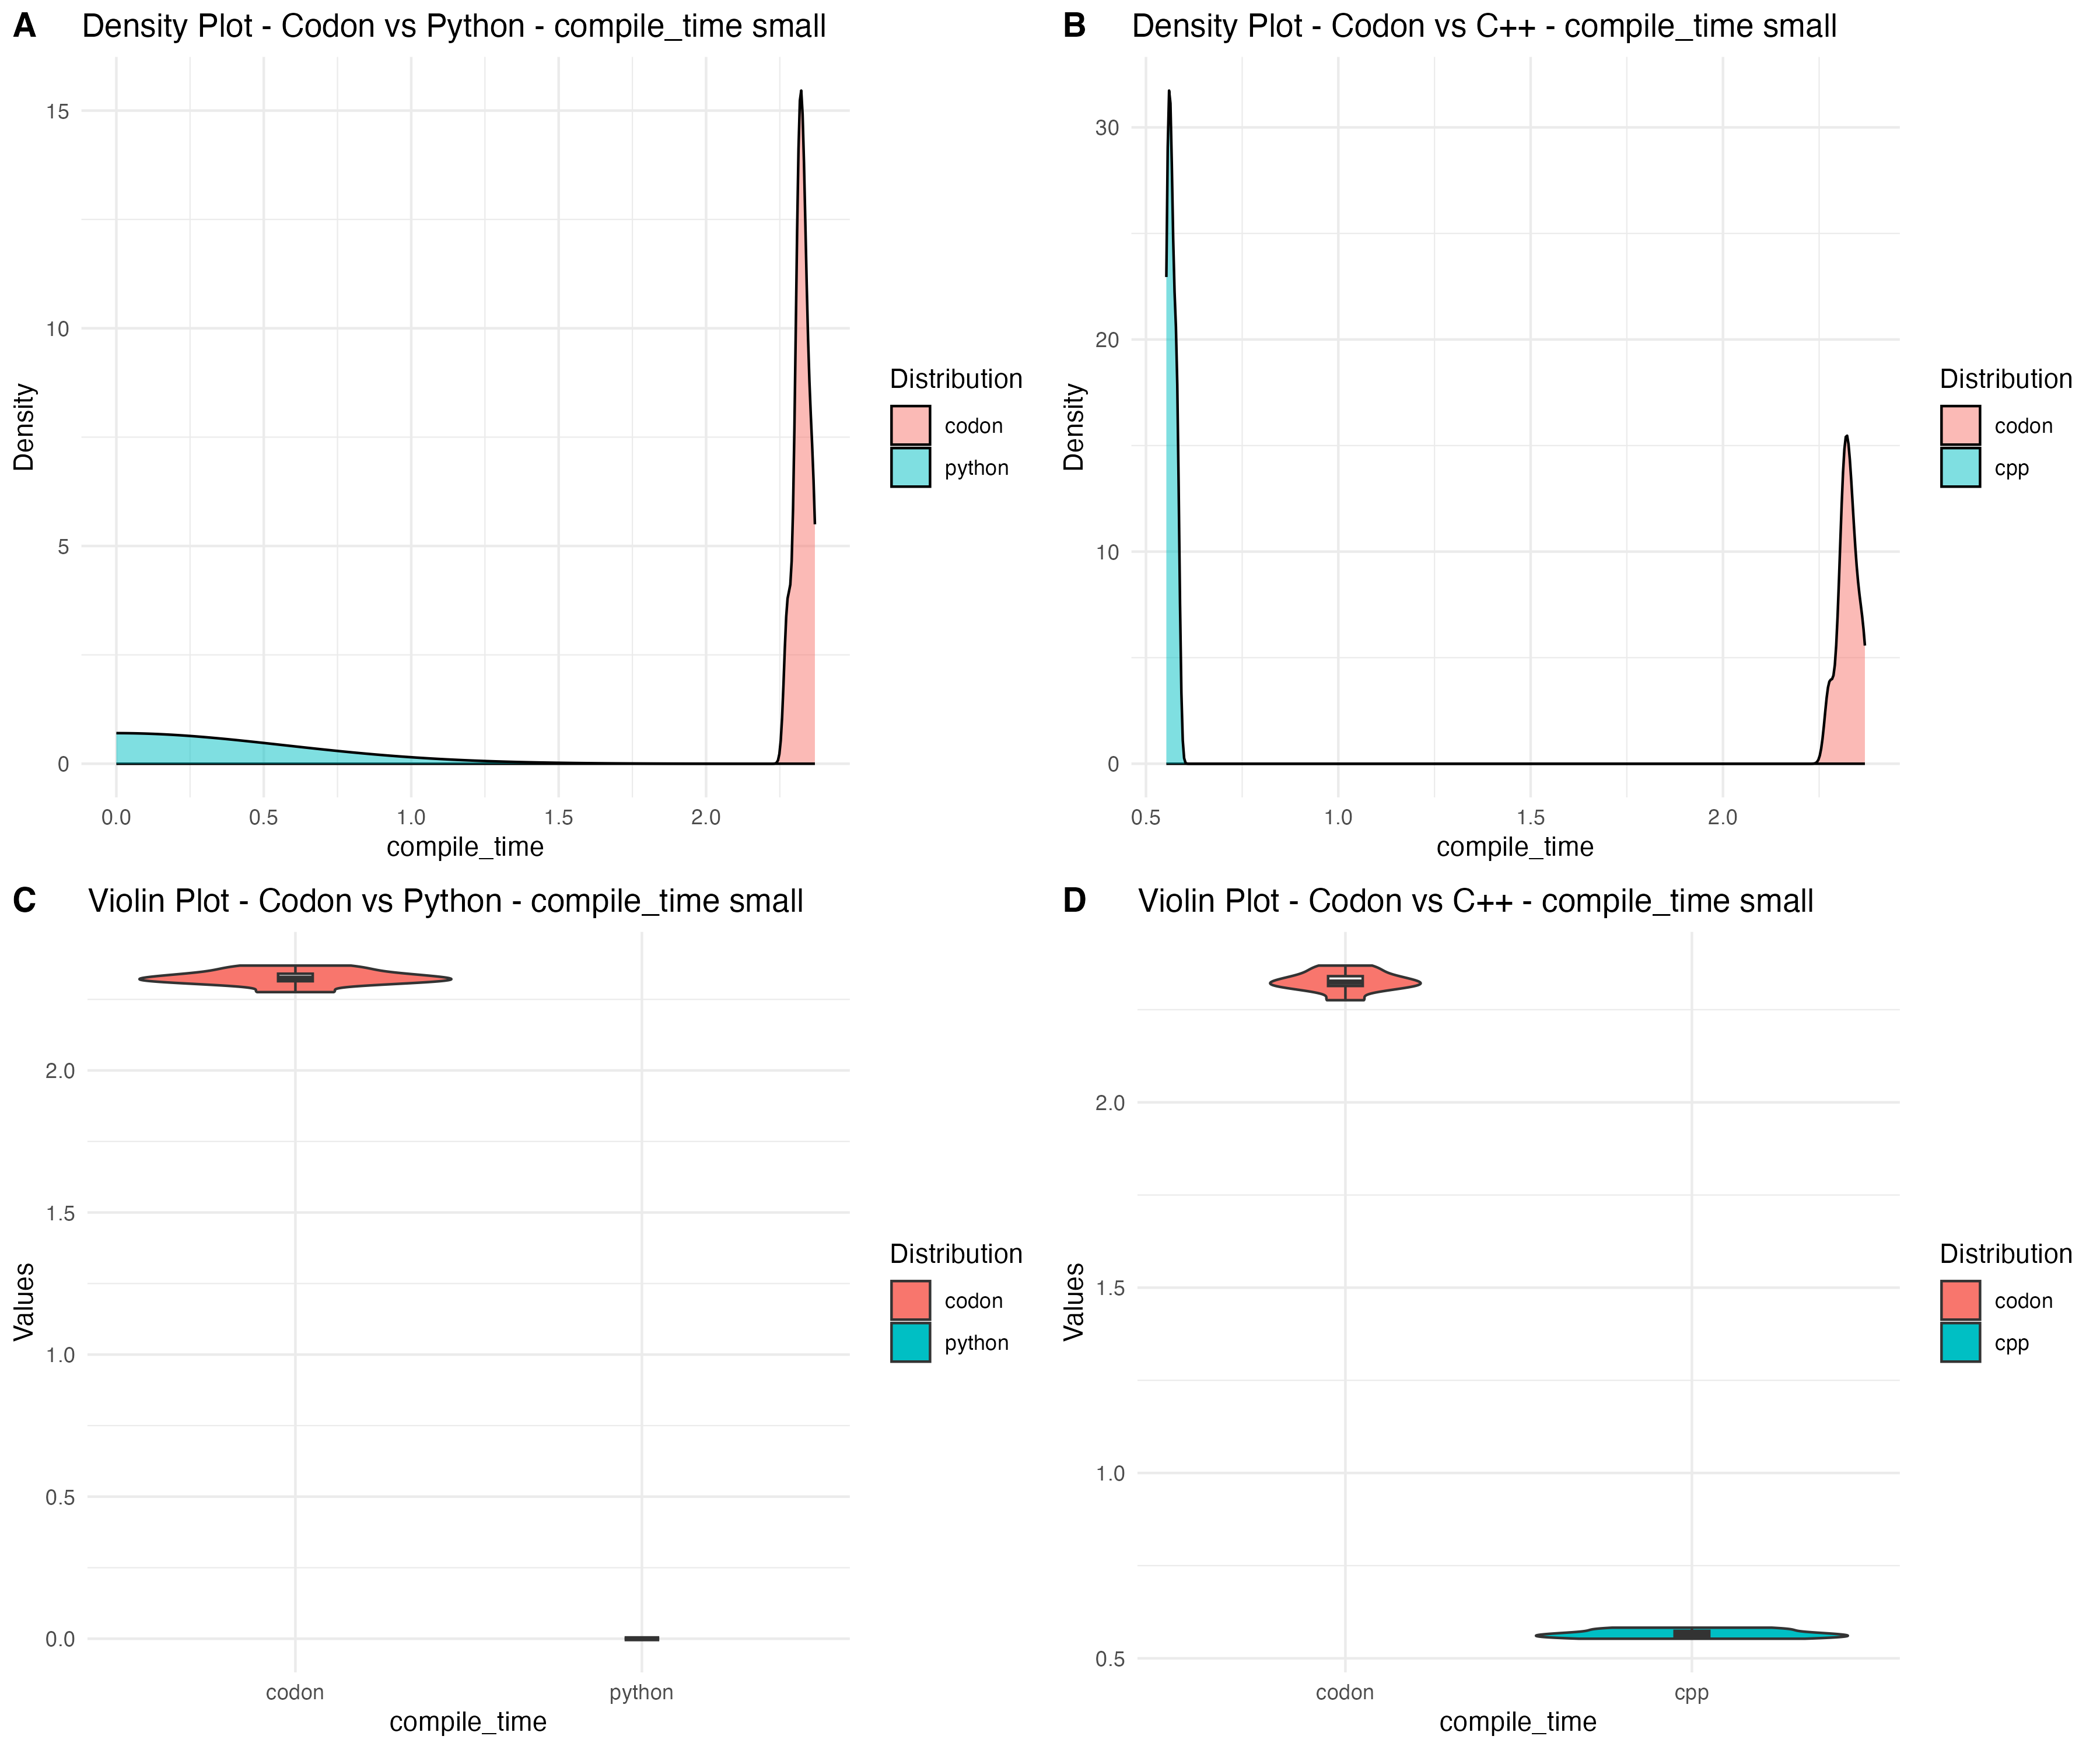 A Density Plot - Codon vs Python - compile_time small
15
10
5
0
Density
0.0 0.5 1.0 1.5 2.0
compile_time
Distribution
codon
python
B Density Plot - Codon vs C++ - compile_time small
30
20
10
0
Density
0.5 1.0 1.5 2.0
compile_time
Distribution
codon
cpp
C Violin Plot - Codon vs Python - compile_time small
2.0
1.5
1.0
0.5
0.0
Values
codon python
compile_time
Distribution
codon
python
D Violin Plot - Codon vs C++ - compile_time small
2.0
1.5
1.0
0.5
Values
codon cpp
compile_time
Distribution
codon
cpp